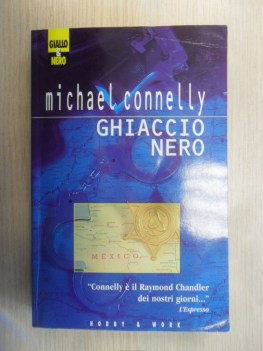 GIALLO
&
NERO
michael connelly
GHIACCIO
NERO
MEXICO
"Connelly è il Raymond Chandler
dei nostri giorni..."
L'Espresso
HOBBY & WORK